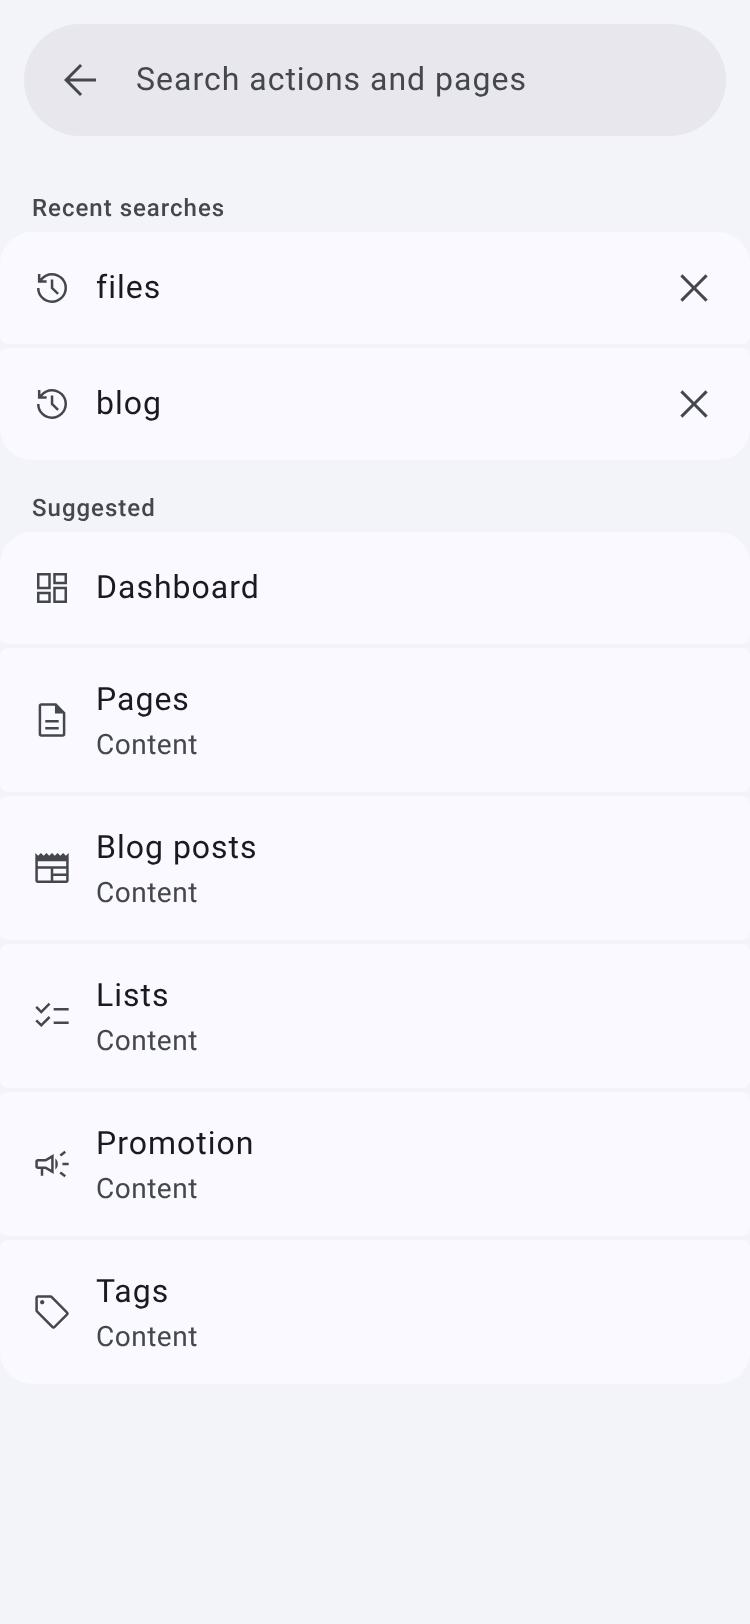 Search actions and pages
Recent searches
files
blog
Suggested
Dashboard
Pages
Content
Blog posts
Content
Lists
Content
Promotion
Content
Tags
Content